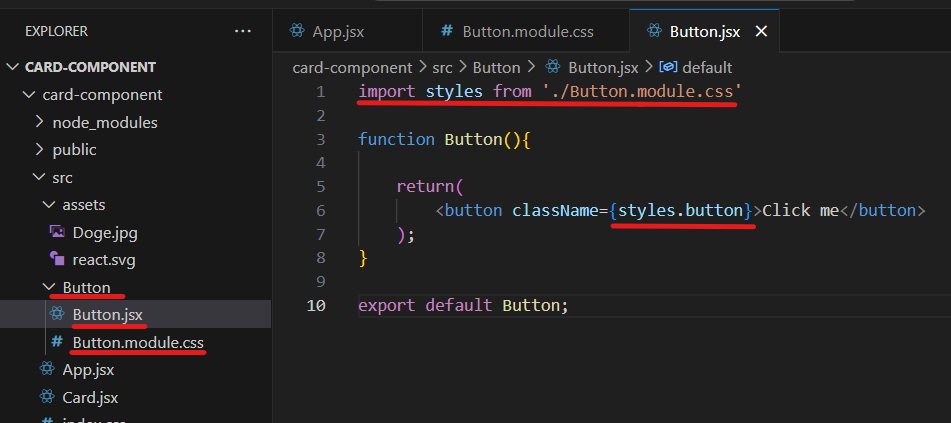 EXPLORER
CARD-COMPONENT
card-component
node_modules
public
src
assets
Doge.jpg
react.svg
Button
Button.jsx
Button.module.css
App.jsx
Card.jsx
index.css
App.jsx
Button.module.css
Button.jsx
card-component > src > Button > Button.jsx > default
1 import styles from './Button.module.css'
2
3 function Button(){
4
5 return(
6 <button className={styles.button}>Click me</button>
7 );
8 }
9
10 export default Button;